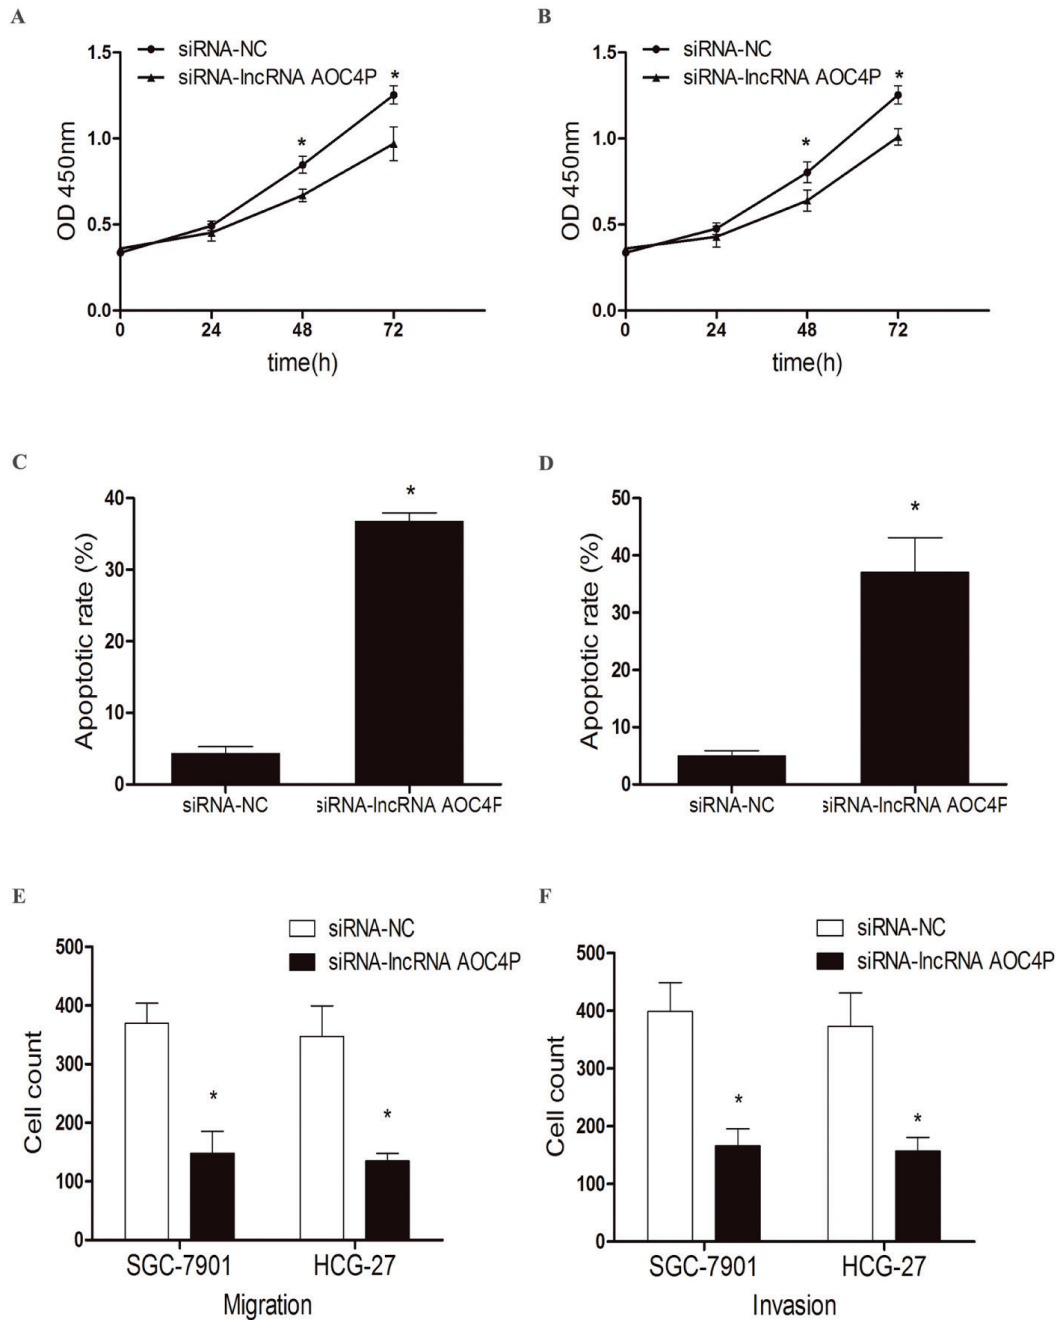 A
siRNA-NC
siRNA-lncRNA AOC4P
1.5
1.0
0.5
0.0
OD 450nm
*
*
0
24
48
72
time(h)
B
siRNA-NC
siRNA-lncRNA AOC4P
1.5
1.0
0.5
0.0
OD 450nm
*
*
0
24
48
72
time(h)
C
40
30
20
10
0
Apoptotic rate (%)
*
siRNA-NC
siRNA-lncRNA AOC4P
D
50
40
30
20
10
0
Apoptotic rate (%)
*
siRNA-NC
siRNA-lncRNA AOC4P
E
siRNA-NC
siRNA-lncRNA AOC4P
500
400
300
200
100
0
Cell count
*
*
SGC-7901
HCG-27
Migration
F
siRNA-NC
siRNA-lncRNA AOC4P
500
400
300
200
100
0
Cell count
*
*
SGC-7901
HCG-27
Invasion